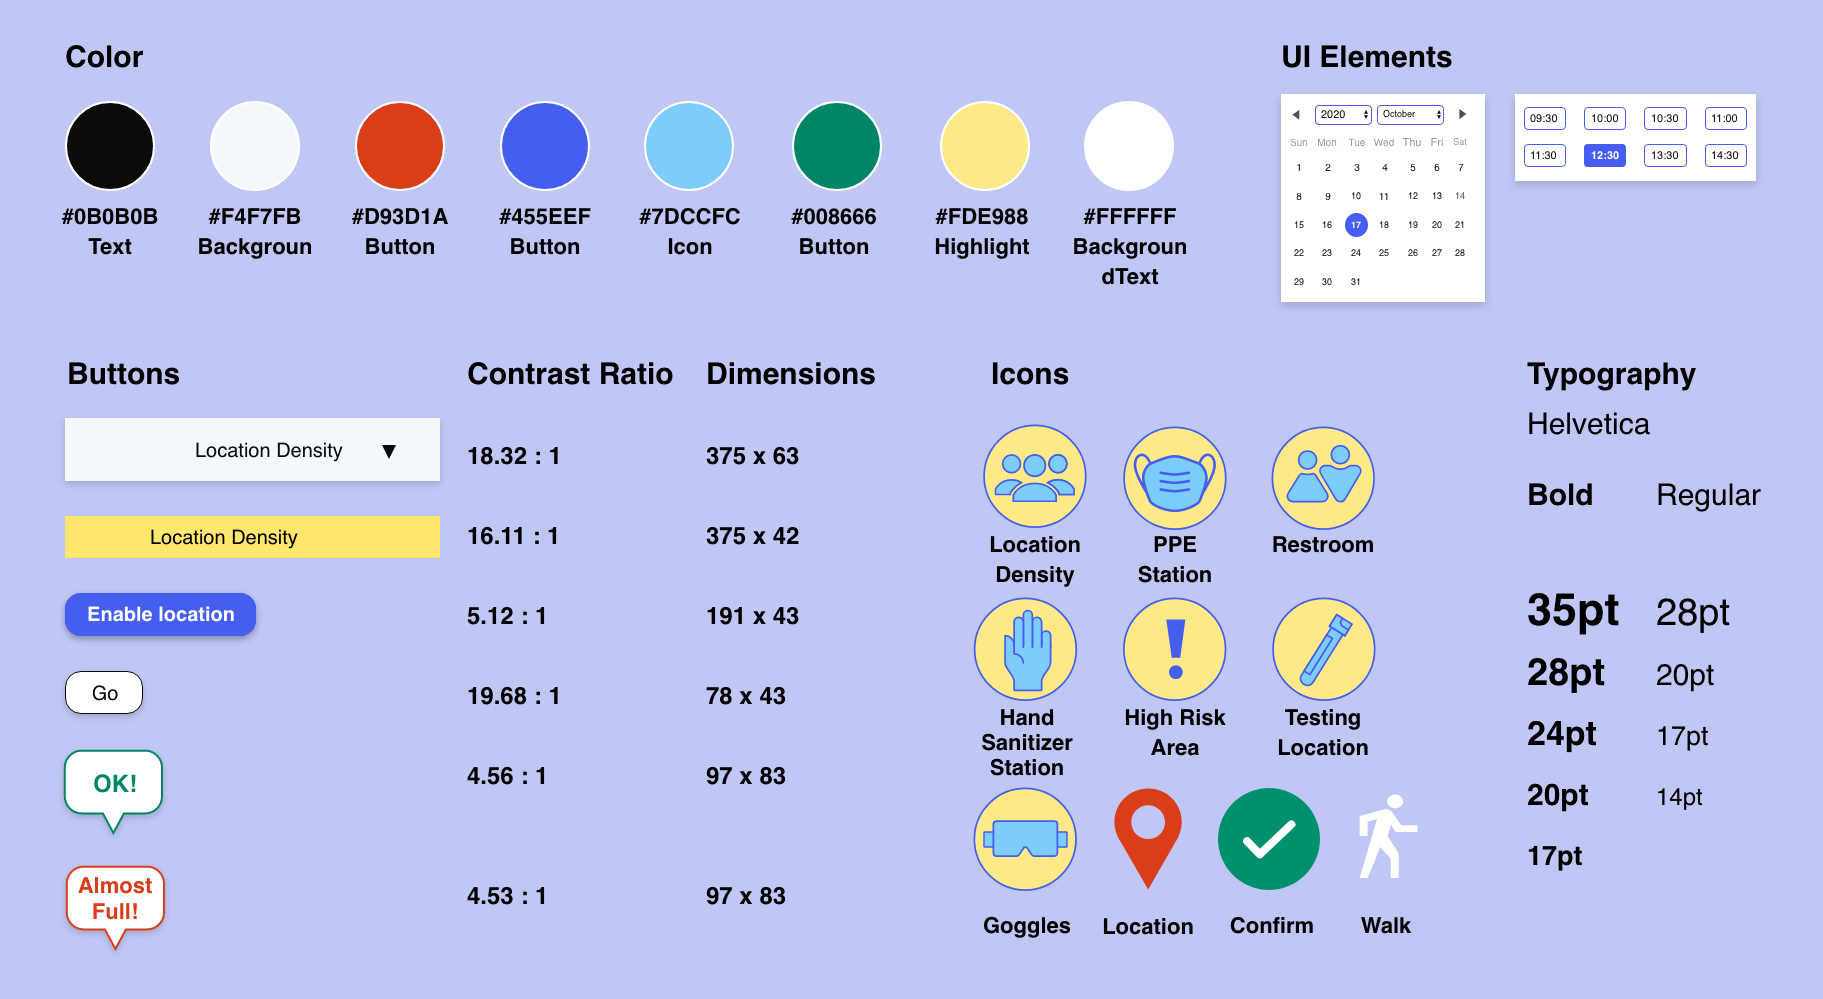 Color
#0B0B0B
Text
#F4F7FB
Backgroun
#D93D1A
Button
#455EEF
Button
#7DCCFC
Icon
#008666
Button
#FDE988
Highlight
#FFFFFF
Backgroun
dText
UI Elements
2020 October
Sun Mon Tue Wed Thu Fri Sat
1 2 3 4 5 6 7
8 9 10 11 12 13 14
15 16 17 18 19 20 21
22 23 24 25 26 27 28
29 30 31
09:30 10:00 10:30 11:00
11:30 12:30 13:30 14:30
Buttons Contrast Ratio Dimensions
Location Density ▼ 18.32 : 1 375 x 63
Location Density 16.11 : 1 375 x 42
Enable location 5.12 : 1 191 x 43
Go 19.68 : 1 78 x 43
OK! 4.56 : 1 97 x 83
Almost
Full!
4.53 : 1 97 x 83
Icons
Location
Density
PPE
Station
Restroom
Hand
Sanitizer
Station
High Risk
Area
Testing
Location
Goggles
Location
Confirm
Walk
Typography
Helvetica
Bold Regular
35pt 28pt
28pt 20pt
24pt 17pt
20pt 14pt
17pt